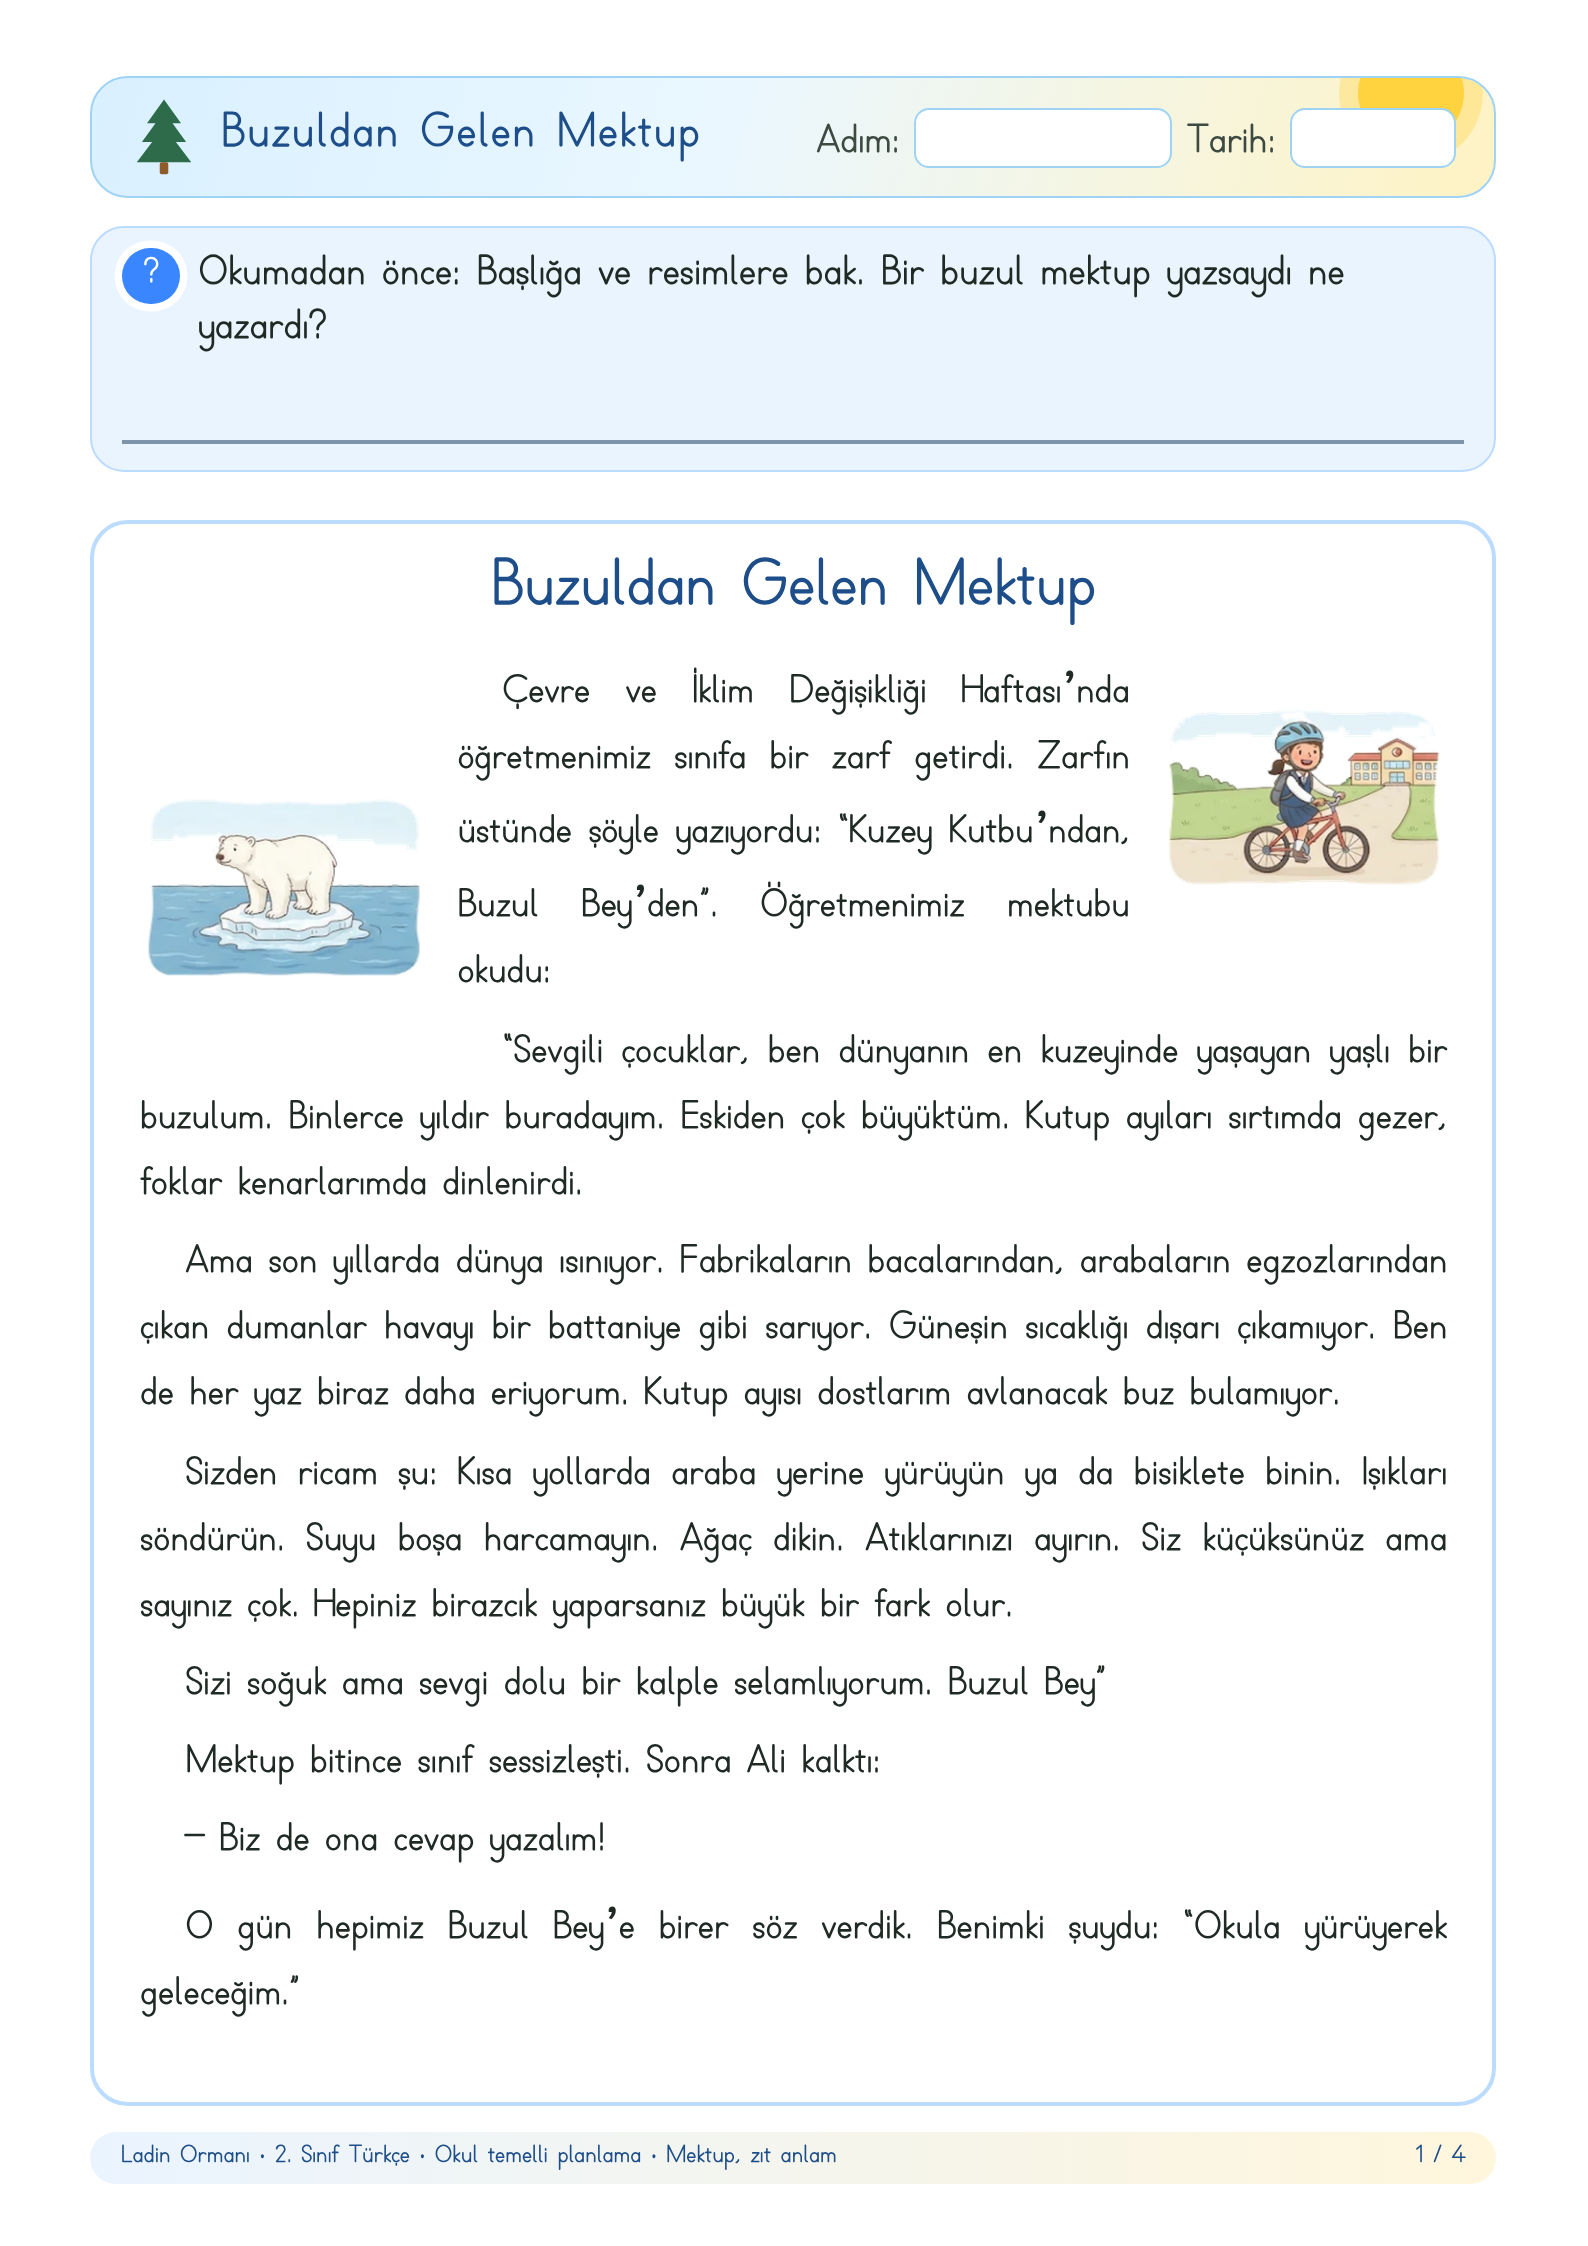 Buzuldan Gelen Mektup
Adım:
Tarih:
?
Okumadan önce: Başlığa ve resimlere bak. Bir buzul mektup yazsaydı ne
yazardı?
Buzuldan Gelen Mektup
Çevre ve İklim Değişikliği Haftası’nda
öğretmenimiz sınıfa bir zarf getirdi. Zarfın
üstünde şöyle yazıyordu: “Kuzey Kutbu’ndan,
Buzul Bey’den”. Öğretmenimiz mektubu
okudu:
“Sevgili çocuklar, ben dünyanın en kuzeyinde yaşayan yaşlı bir
buzulum. Binlerce yıldır buradayım. Eskiden çok büyüktüm. Kutup ayıları sırtımda gezer,
foklar kenarlarımda dinlenirdi.
Ama son yıllarda dünya ısınıyor. Fabrikaların bacalarından, arabaların egzozlarından
çıkan dumanlar havayı bir battaniye gibi sarıyor. Güneşin sıcaklığı dışarı çıkamıyor. Ben
de her yaz biraz daha eriyorum. Kutup ayısı dostlarım avlanacak buz bulamıyor.
Sizden ricam şu: Kısa yollarda araba yerine yürüyün ya da bisiklete binin. Işıkları
söndürün. Suyu boşa harcamayın. Ağaç dikin. Atıklarınızı ayırın. Siz küçüksünüz ama
sayınız çok. Hepiniz birazcık yaparsanız büyük bir fark olur.
Sizi soğuk ama sevgi dolu bir kalple selamlıyorum. Buzul Bey”
Mektup bitince sınıf sessizleşti. Sonra Ali kalktı:
— Biz de ona cevap yazalım!
O gün hepimiz Buzul Bey’e birer söz verdik. Benimki şuydu: “Okula yürüyerek
geleceğim.”
Ladin Ormanı • 2. Sınıf Türkçe • Okul temelli planlama • Mektup, zıt anlam
1 / 4